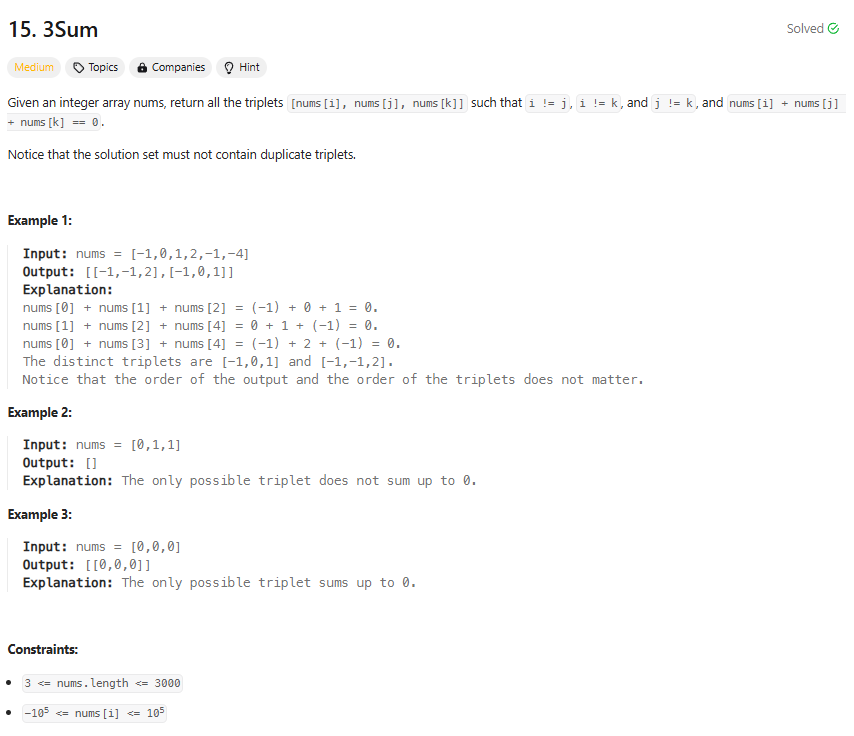 15. 3Sum
Solved
Medium Topics Companies Hint
Given an integer array nums, return all the triplets [nums[i], nums[j], nums[k]] such that i != j, i != k, and j != k, and nums[i] + nums[j]
+ nums[k] == 0.
Notice that the solution set must not contain duplicate triplets.
Example 1:
Input: nums = [-1,0,1,2,-1,-4]
Output: [[-1,-1,2],[-1,0,1]]
Explanation:
nums[0] + nums[1] + nums[2] = (-1) + 0 + 1 = 0.
nums[1] + nums[2] + nums[4] = 0 + 1 + (-1) = 0.
nums[0] + nums[3] + nums[4] = (-1) + 2 + (-1) = 0.
The distinct triplets are [-1,0,1] and [-1,-1,2].
Notice that the order of the output and the order of the triplets does not matter.
Example 2:
Input: nums = [0,1,1]
Output: []
Explanation: The only possible triplet does not sum up to 0.
Example 3:
Input: nums = [0,0,0]
Output: [[0,0,0]]
Explanation: The only possible triplet sums up to 0.
Constraints:
• 3 <= nums.length <= 3000
• -10⁵ <= nums[i] <= 10⁵